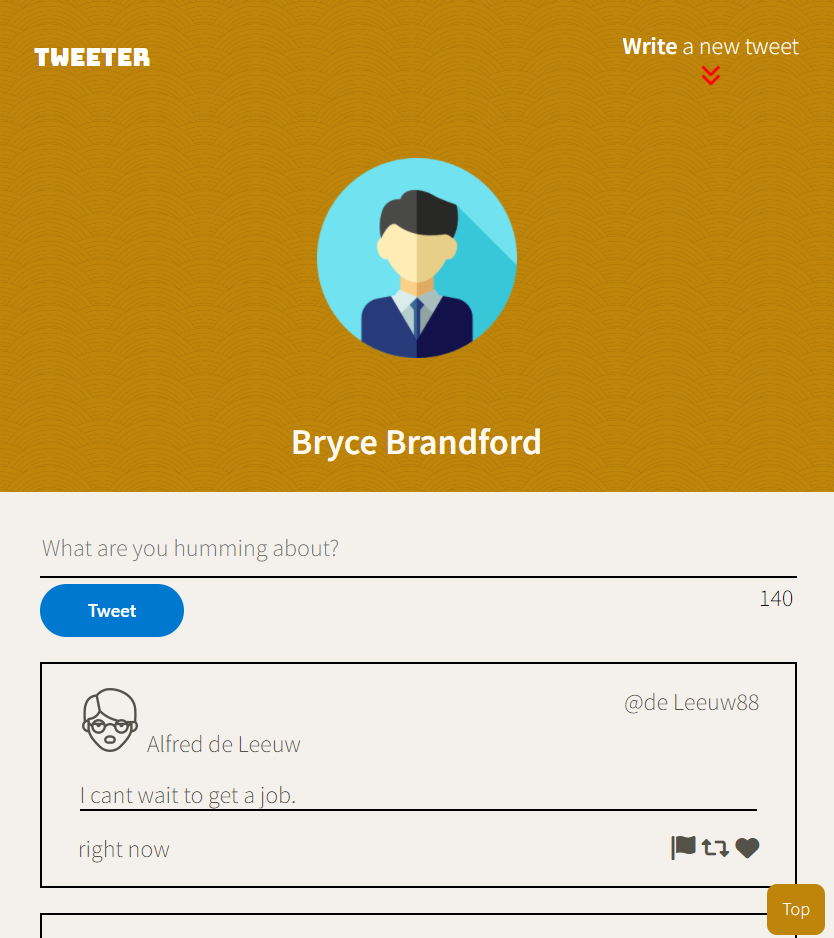 TWEETER
Write a new tweet
Bryce Brandford
What are you humming about?
Tweet
140
@de Leeuw88
Alfred de Leeuw
I cant wait to get a job.
right now
Top